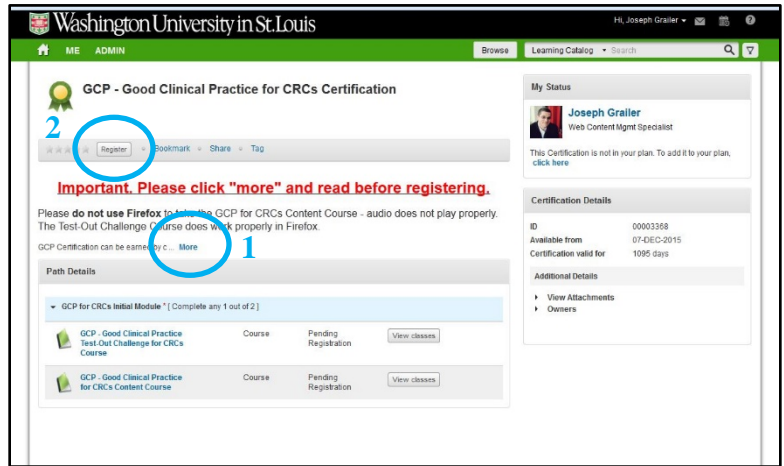 Washington University in St. Louis
Hi, Joseph Grailer
ME ADMIN
Browse
Learning Catalog
Search
GCP - Good Clinical Practice for CRCs Certification
2
Register
Bookmark
Share
Tag
Important. Please click "more" and read before registering.
Please do not use Firefox to take the GCP for CRCs Content Course - audio does not play properly.
The Test-Out Challenge Course does work properly in Firefox.
GCP Certification can be earned by c... More
1
Path Details
GCP for CRCs Initial Module * [ Complete any 1 out of 2 ]
GCP - Good Clinical Practice
Test-Out Challenge for CRCs
Course
Course
Pending
Registration
View classes
GCP - Good Clinical Practice
for CRCs Content Course
Course
Pending
Registration
View classes
My Status
Joseph Grailer
Web Content Mgmt Specialist
This Certification is not in your plan. To add it to your plan,
click here
Certification Details
ID 00003368
Available from 07-DEC-2015
Certification valid for 1095 days
Additional Details
View Attachments
Owners